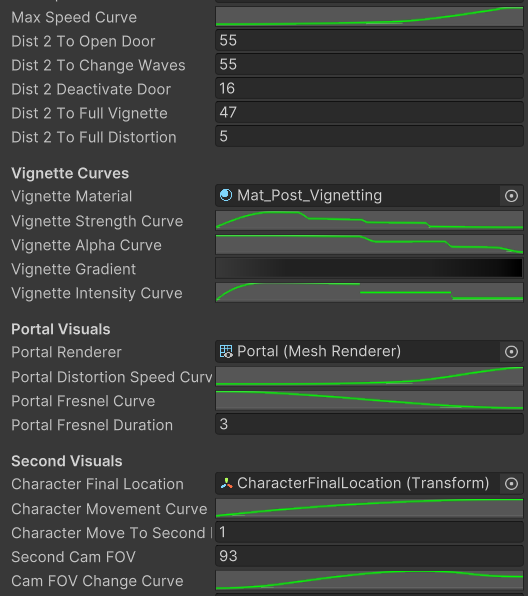 Max Speed Curve
Dist 2 To Open Door 55
Dist 2 To Change Waves 55
Dist 2 Deactivate Door 16
Dist 2 To Full Vignette 47
Dist 2 To Full Distortion 5
Vignette Curves
Vignette Material Mat_Post_Vignetting
Vignette Strength Curve
Vignette Alpha Curve
Vignette Gradient
Vignette Intensity Curve
Portal Visuals
Portal Renderer Portal (Mesh Renderer)
Portal Distortion Speed Curv
Portal Fresnel Curve
Portal Fresnel Duration 3
Second Visuals
Character Final Location CharacterFinalLocation (Transform)
Character Movement Curve
Character Move To Second 1
Second Cam FOV 93
Cam FOV Change Curve